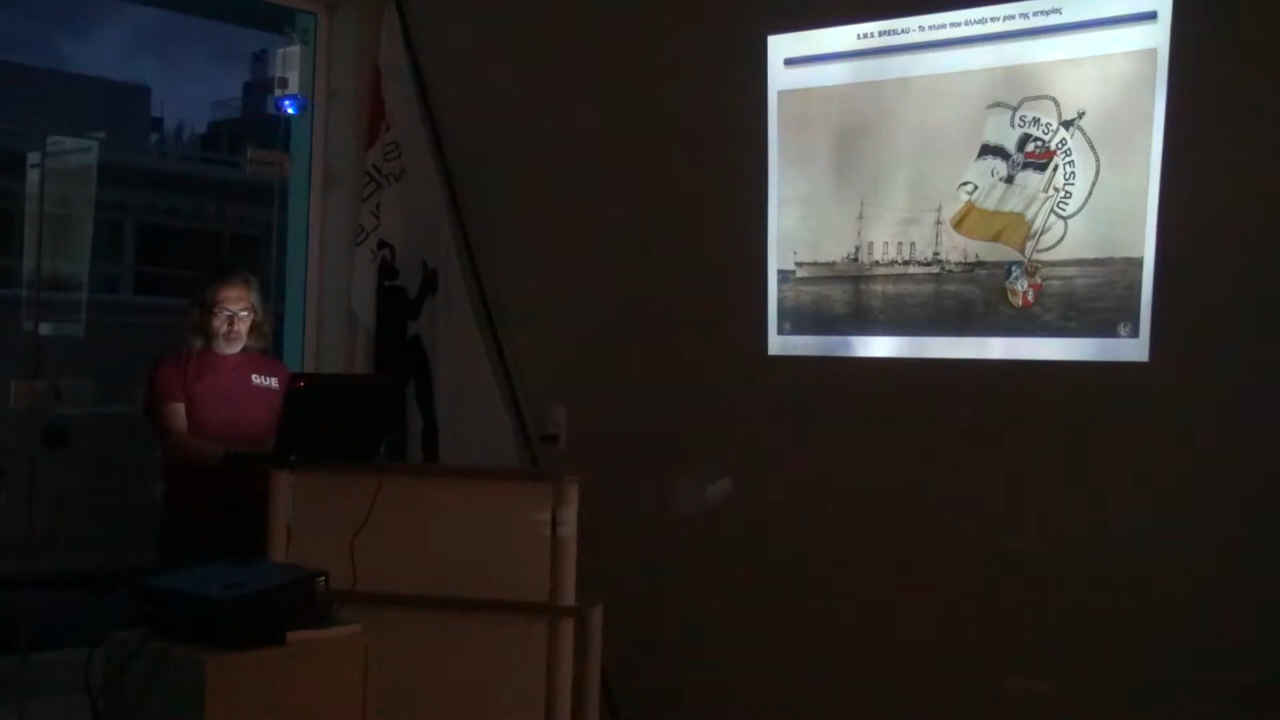 S.M.S. BRESLAU – Το πλοίο που άλλαξε τον ρου της ιστορίας
S.M.S. BRESLAU
GUE